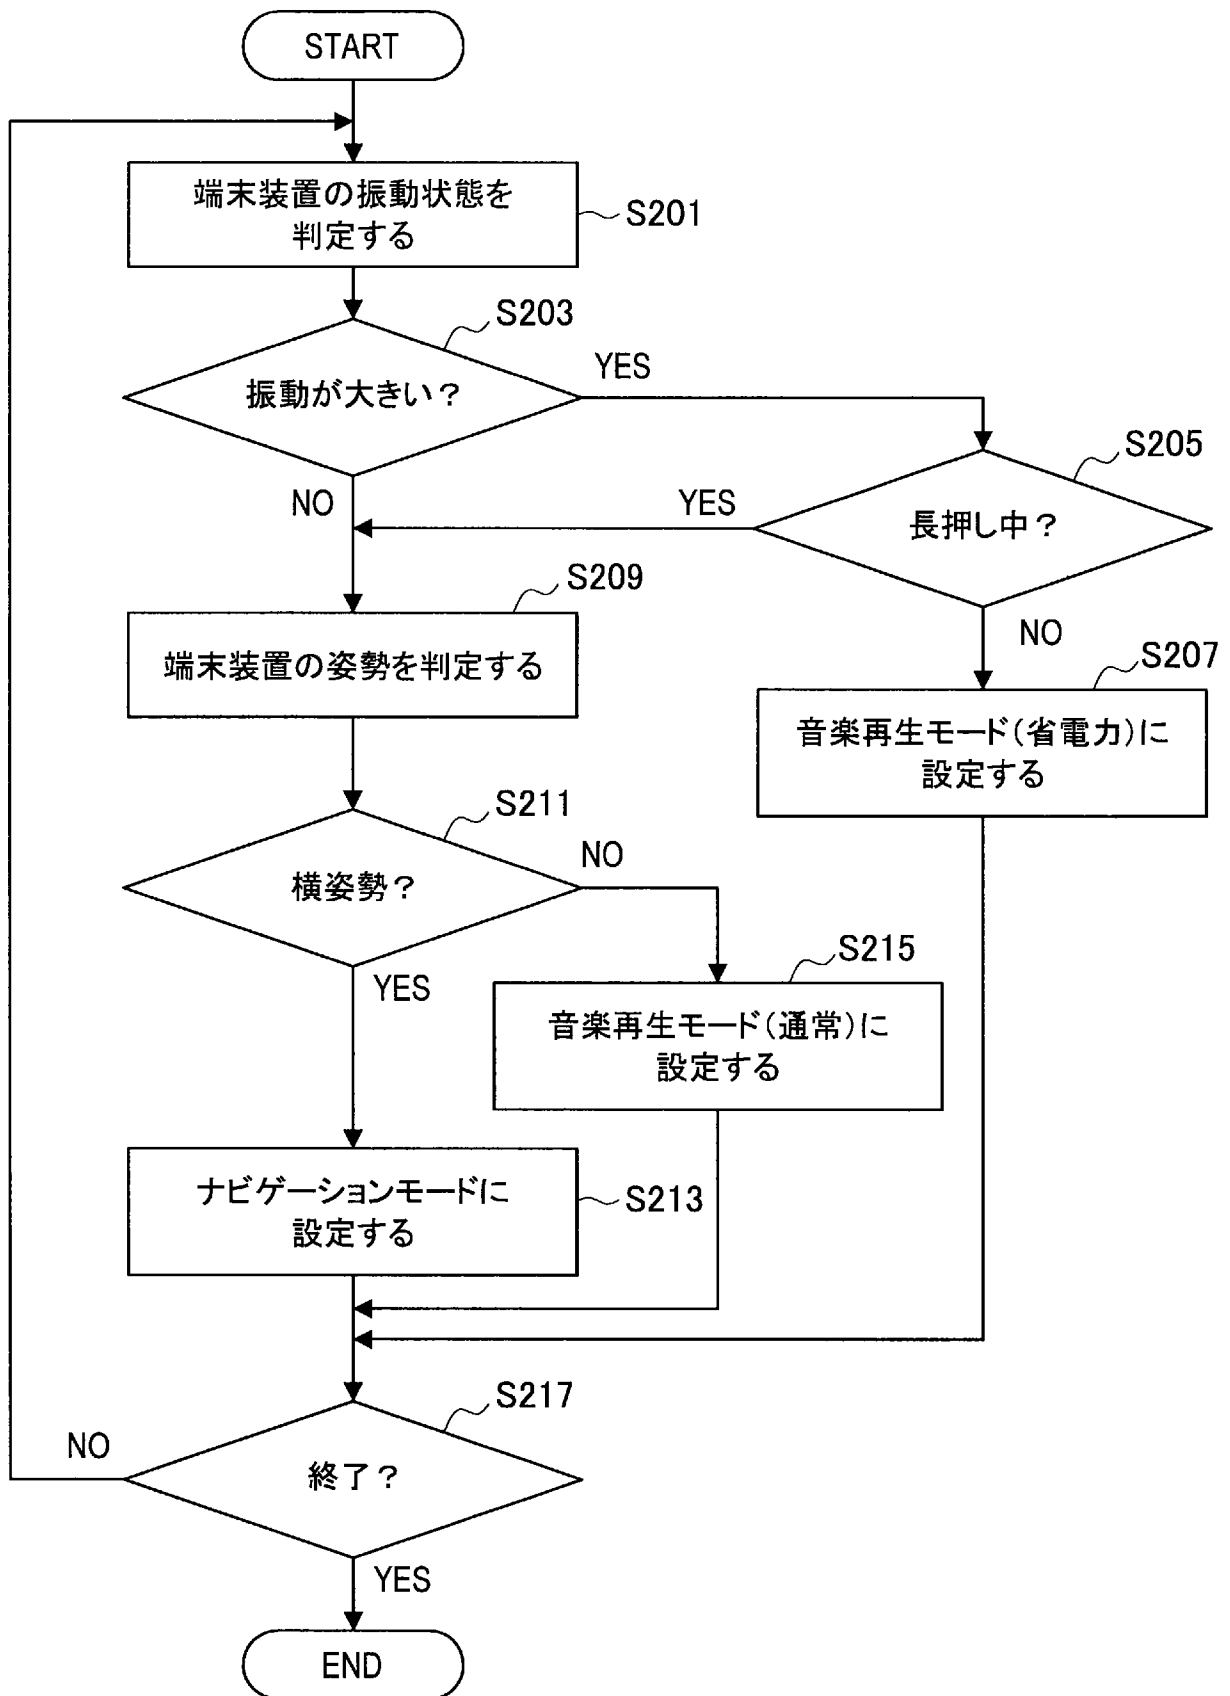 START
端末装置の振動状態を
判定する
S201
S203
振動が大きい？
YES
NO
S205
長押し中？
YES
NO
S207
音楽再生モード（省電力）に
設定する
S209
端末装置の姿勢を判定する
S211
横姿勢？
NO
YES
S215
音楽再生モード（通常）に
設定する
ナビゲーションモードに
設定する
S213
S217
終了？
NO
YES
END